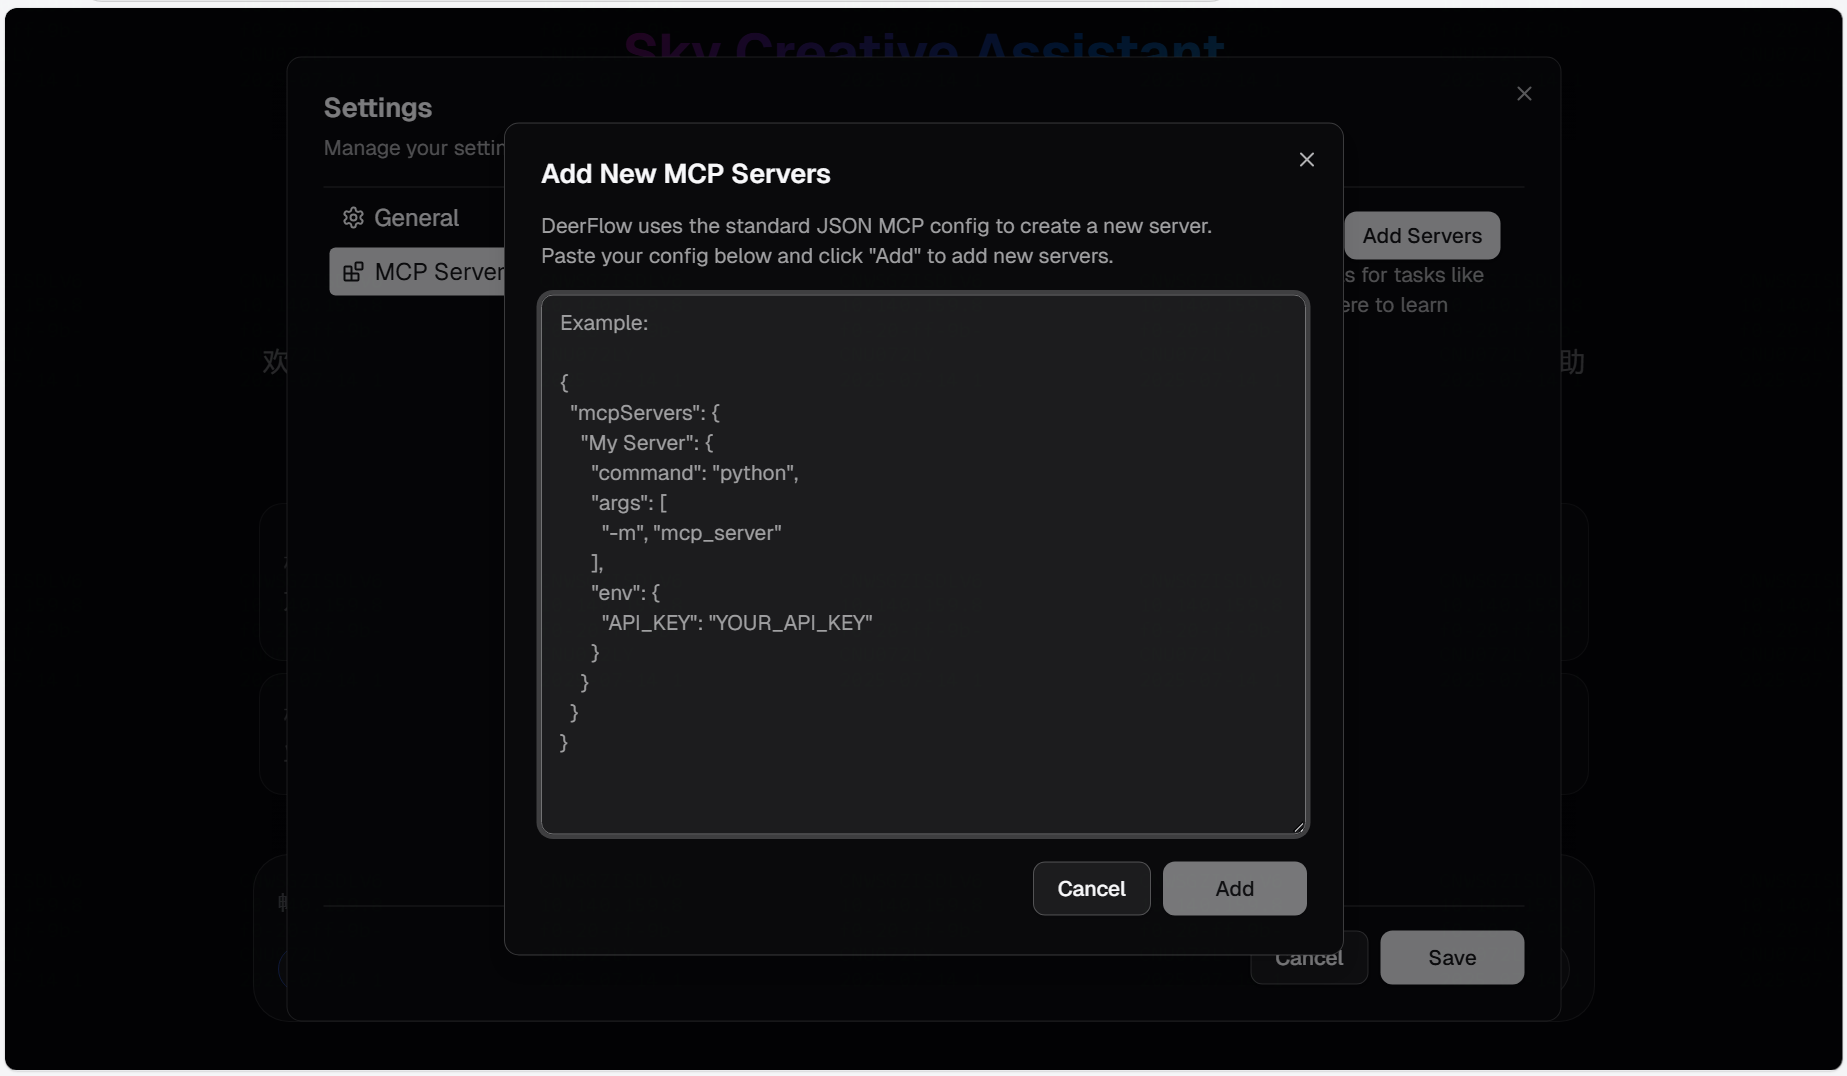 Sky Creative Assistant
Settings
Manage your settin
General
MCP Server
Add Servers
s for tasks like
ere to learn
欢
助
Add New MCP Servers
DeerFlow uses the standard JSON MCP config to create a new server.
Paste your config below and click "Add" to add new servers.
Example:
{
"mcpServers": {
"My Server": {
"command": "python",
"args": [
"-m", "mcp_server"
],
"env": {
"API_KEY": "YOUR_API_KEY"
}
}
}
}
Cancel
Add
Cancel
Save